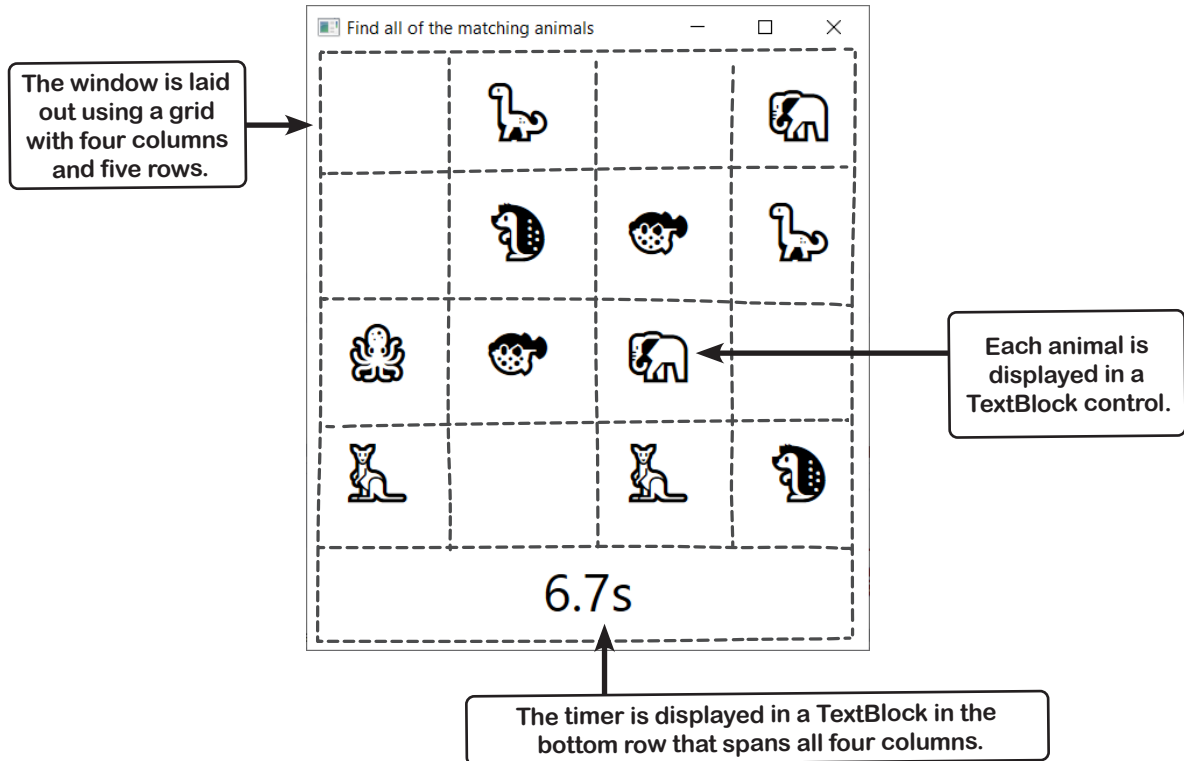 Find all of the matching animals
The window is laid
out using a grid
with four columns
and five rows.
Each animal is
displayed in a
TextBlock control.
6.7s
The timer is displayed in a TextBlock in the
bottom row that spans all four columns.